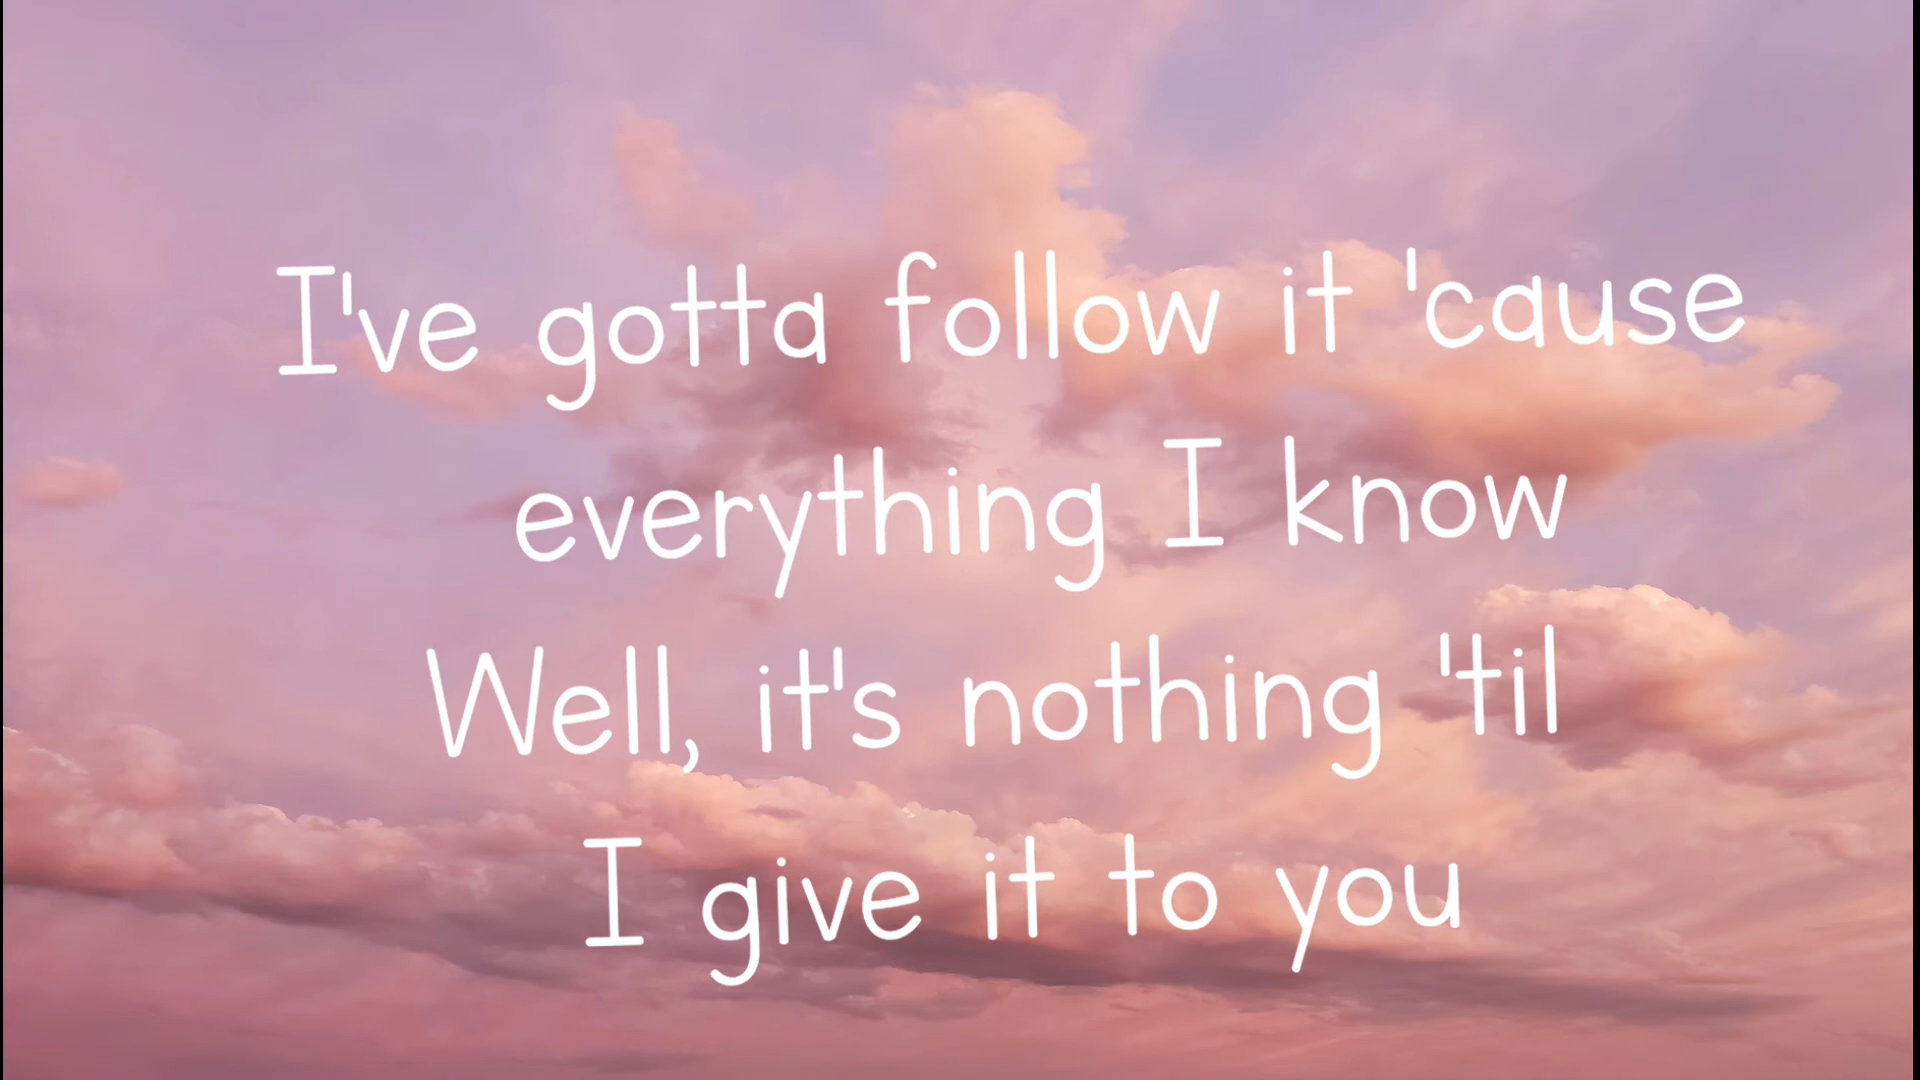 I've gotta follow it 'cause
everything I know
Well, it's nothing 'til
I give it to you